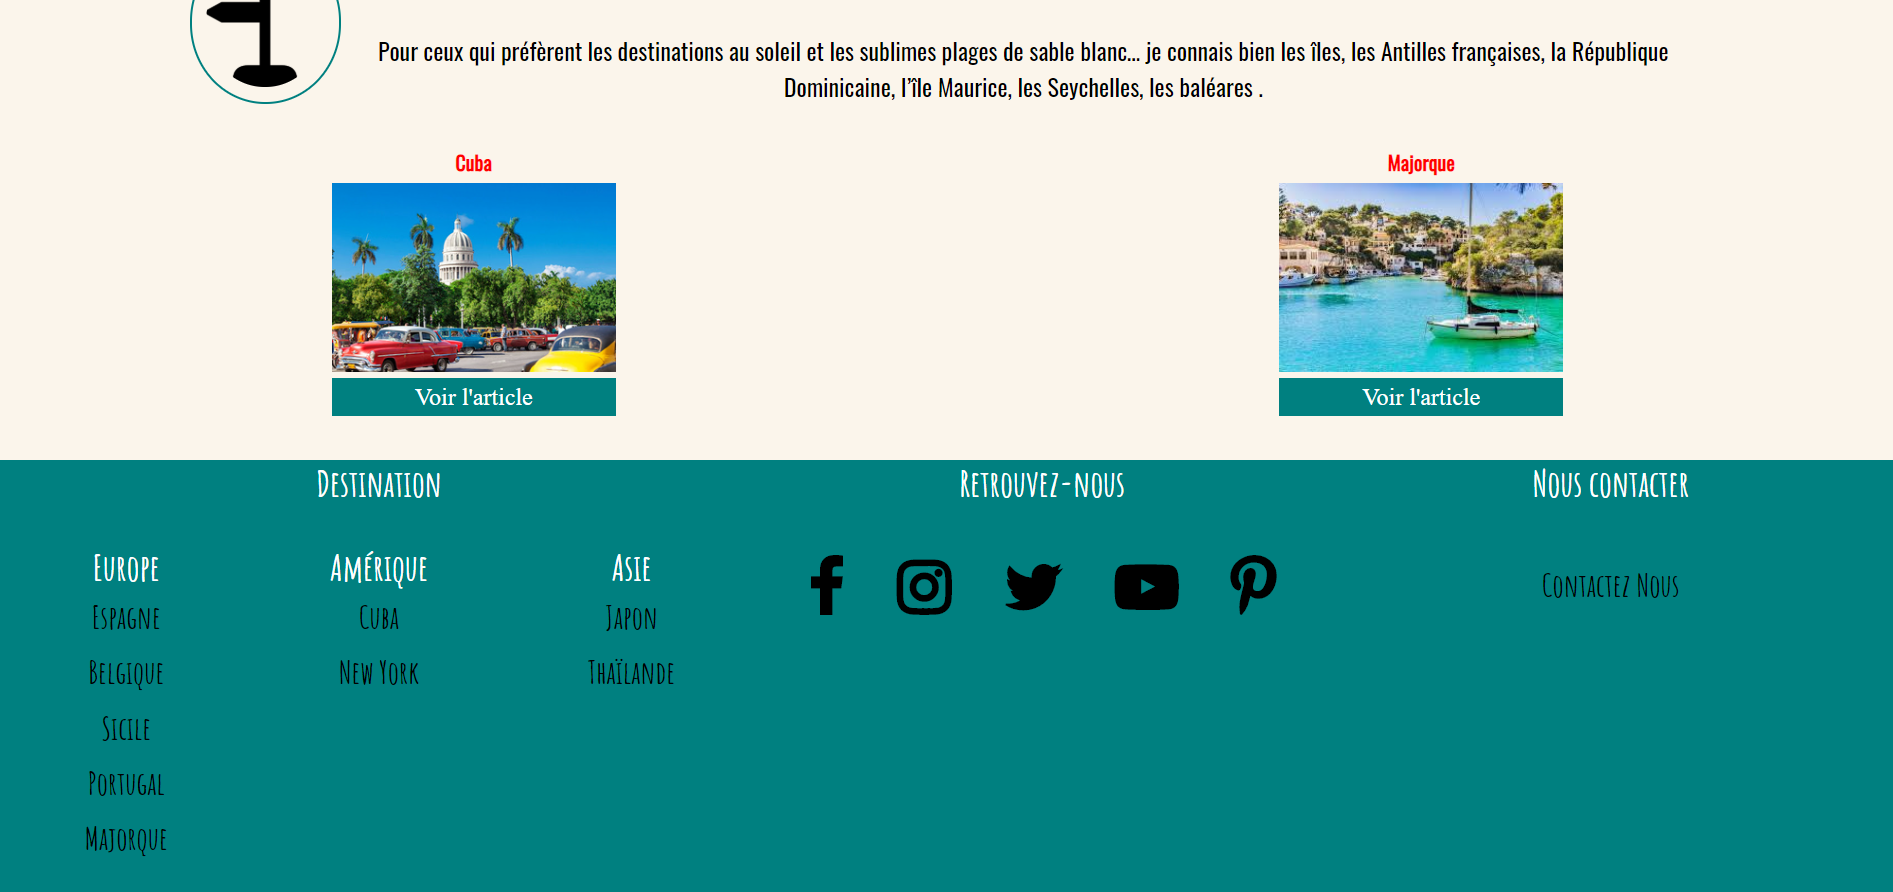 Pour ceux qui préfèrent les destinations au soleil et les sublimes plages de sable blanc... je connais bien les îles, les Antilles françaises, la République
Dominicaine, l'île Maurice, les Seychelles, les baléares .
Cuba
Majorque
Voir l'article
Voir l'article
Destination
Retrouvez-nous
Nous contacter
Europe
Amérique
Asie
Contactez Nous
Espagne
Cuba
Japon
Belgique
New York
Thaïlande
Sicile
Portugal
Majorque